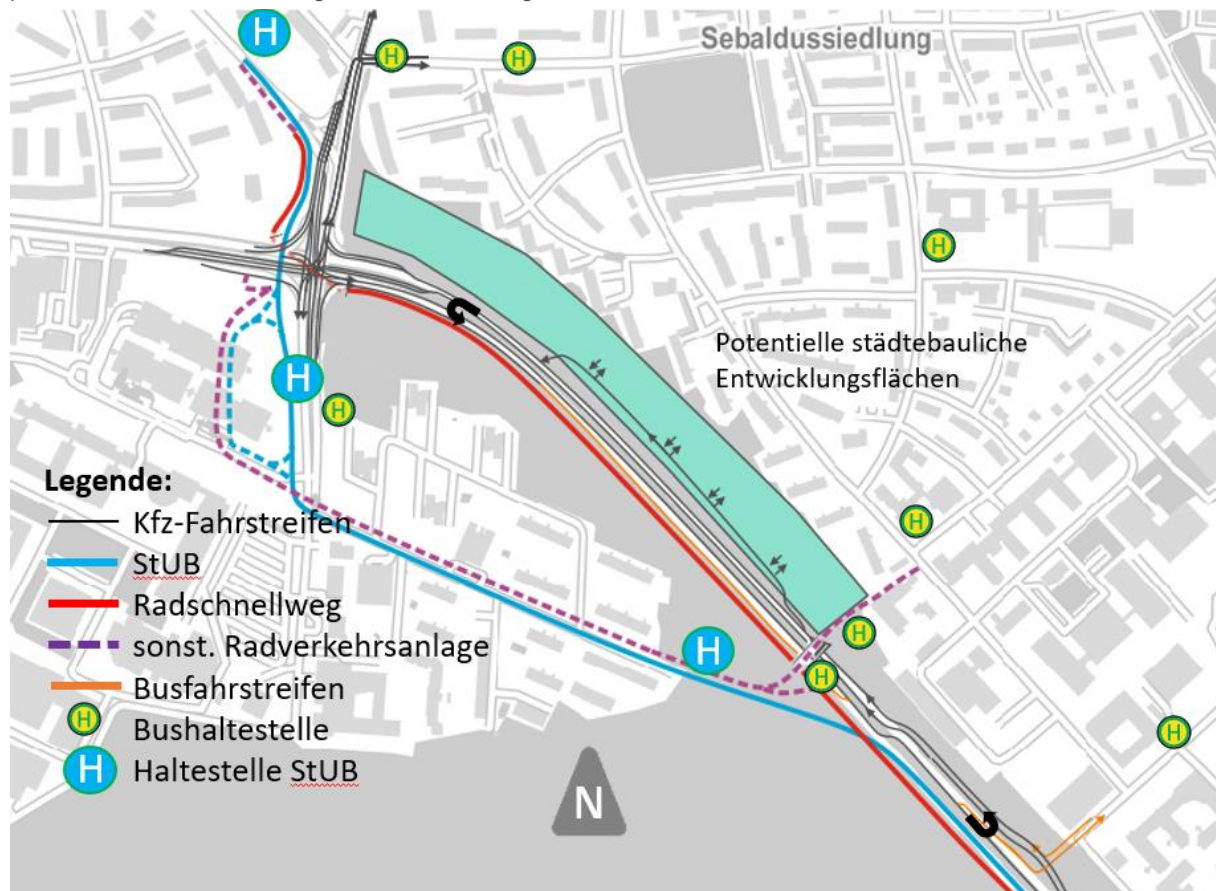 H
H
H
Sebaldussiedlung
H
Potentielle städtebauliche
Entwicklungsflächen
H
H
Legende:
Kfz-Fahrstreifen
StUB
Radschnellweg
sonst. Radverkehrsanlage
Busfahrstreifen
H
Bushaltestelle
H
Haltestelle StUB
H
H
H
H
H
N